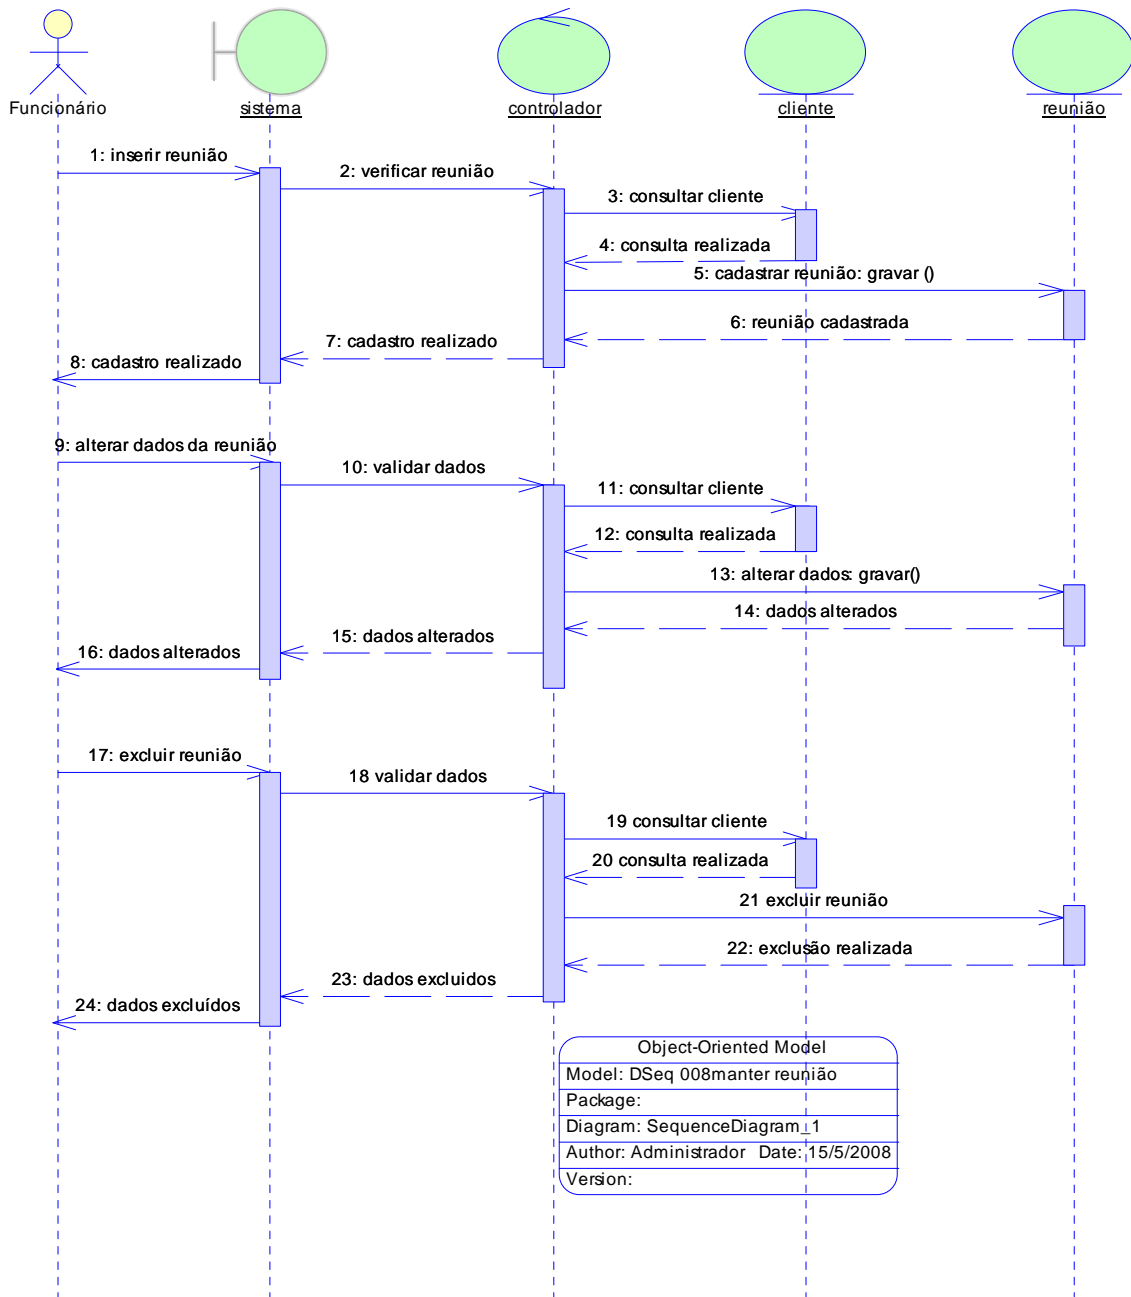 Funcionário
sistema
controlador
cliente
reunião
1: inserir reunião
2: verificar reunião
3: consultar cliente
4: consulta realizada
5: cadastrar reunião: gravar ()
6: reunião cadastrada
7: cadastro realizado
8: cadastro realizado
9: alterar dados da reunião
10: validar dados
11: consultar cliente
12: consulta realizada
13: alterar dados: gravar()
14: dados alterados
15: dados alterados
16: dados alterados
17: excluir reunião
18 validar dados
19 consultar cliente
20 consulta realizada
21 excluir reunião
22: exclusão realizada
23: dados excluidos
24: dados excluídos
Object-Oriented Model
Model: DSeq 008manter reunião
Package:
Diagram: SequenceDiagram_1
Author: Administrador Date: 15/5/2008
Version: